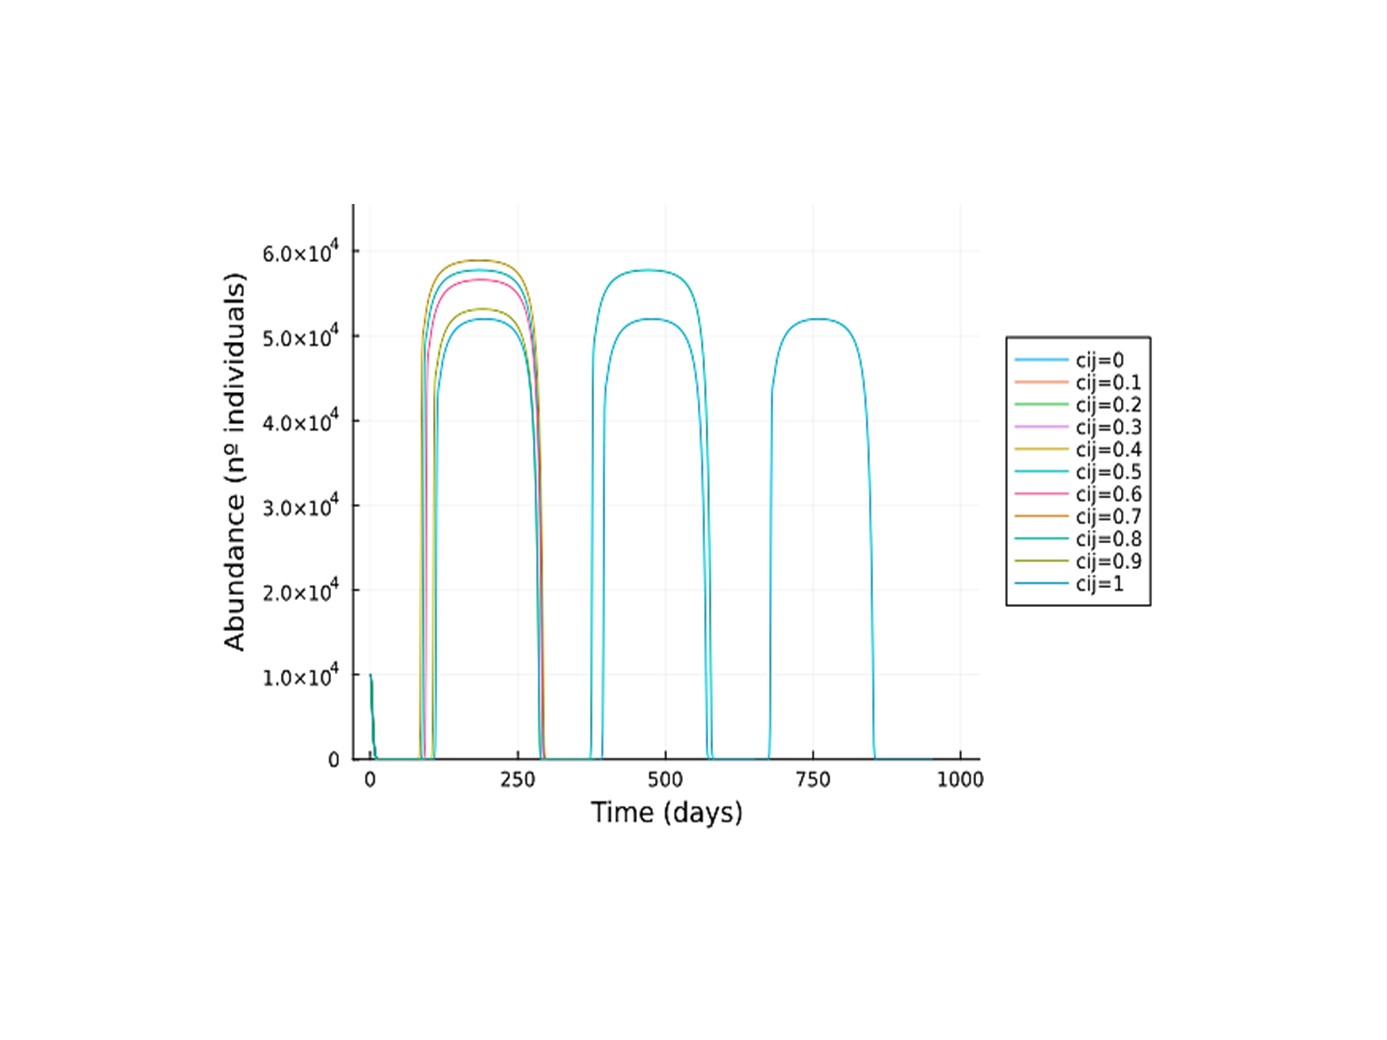 6.0×10⁴
5.0×10⁴
4.0×10⁴
3.0×10⁴
2.0×10⁴
1.0×10⁴
0
Abundance (nº individuals)
0 250 500 750 1000
Time (days)
cij=0
cij=0.1
cij=0.2
cij=0.3
cij=0.4
cij=0.5
cij=0.6
cij=0.7
cij=0.8
cij=0.9
cij=1